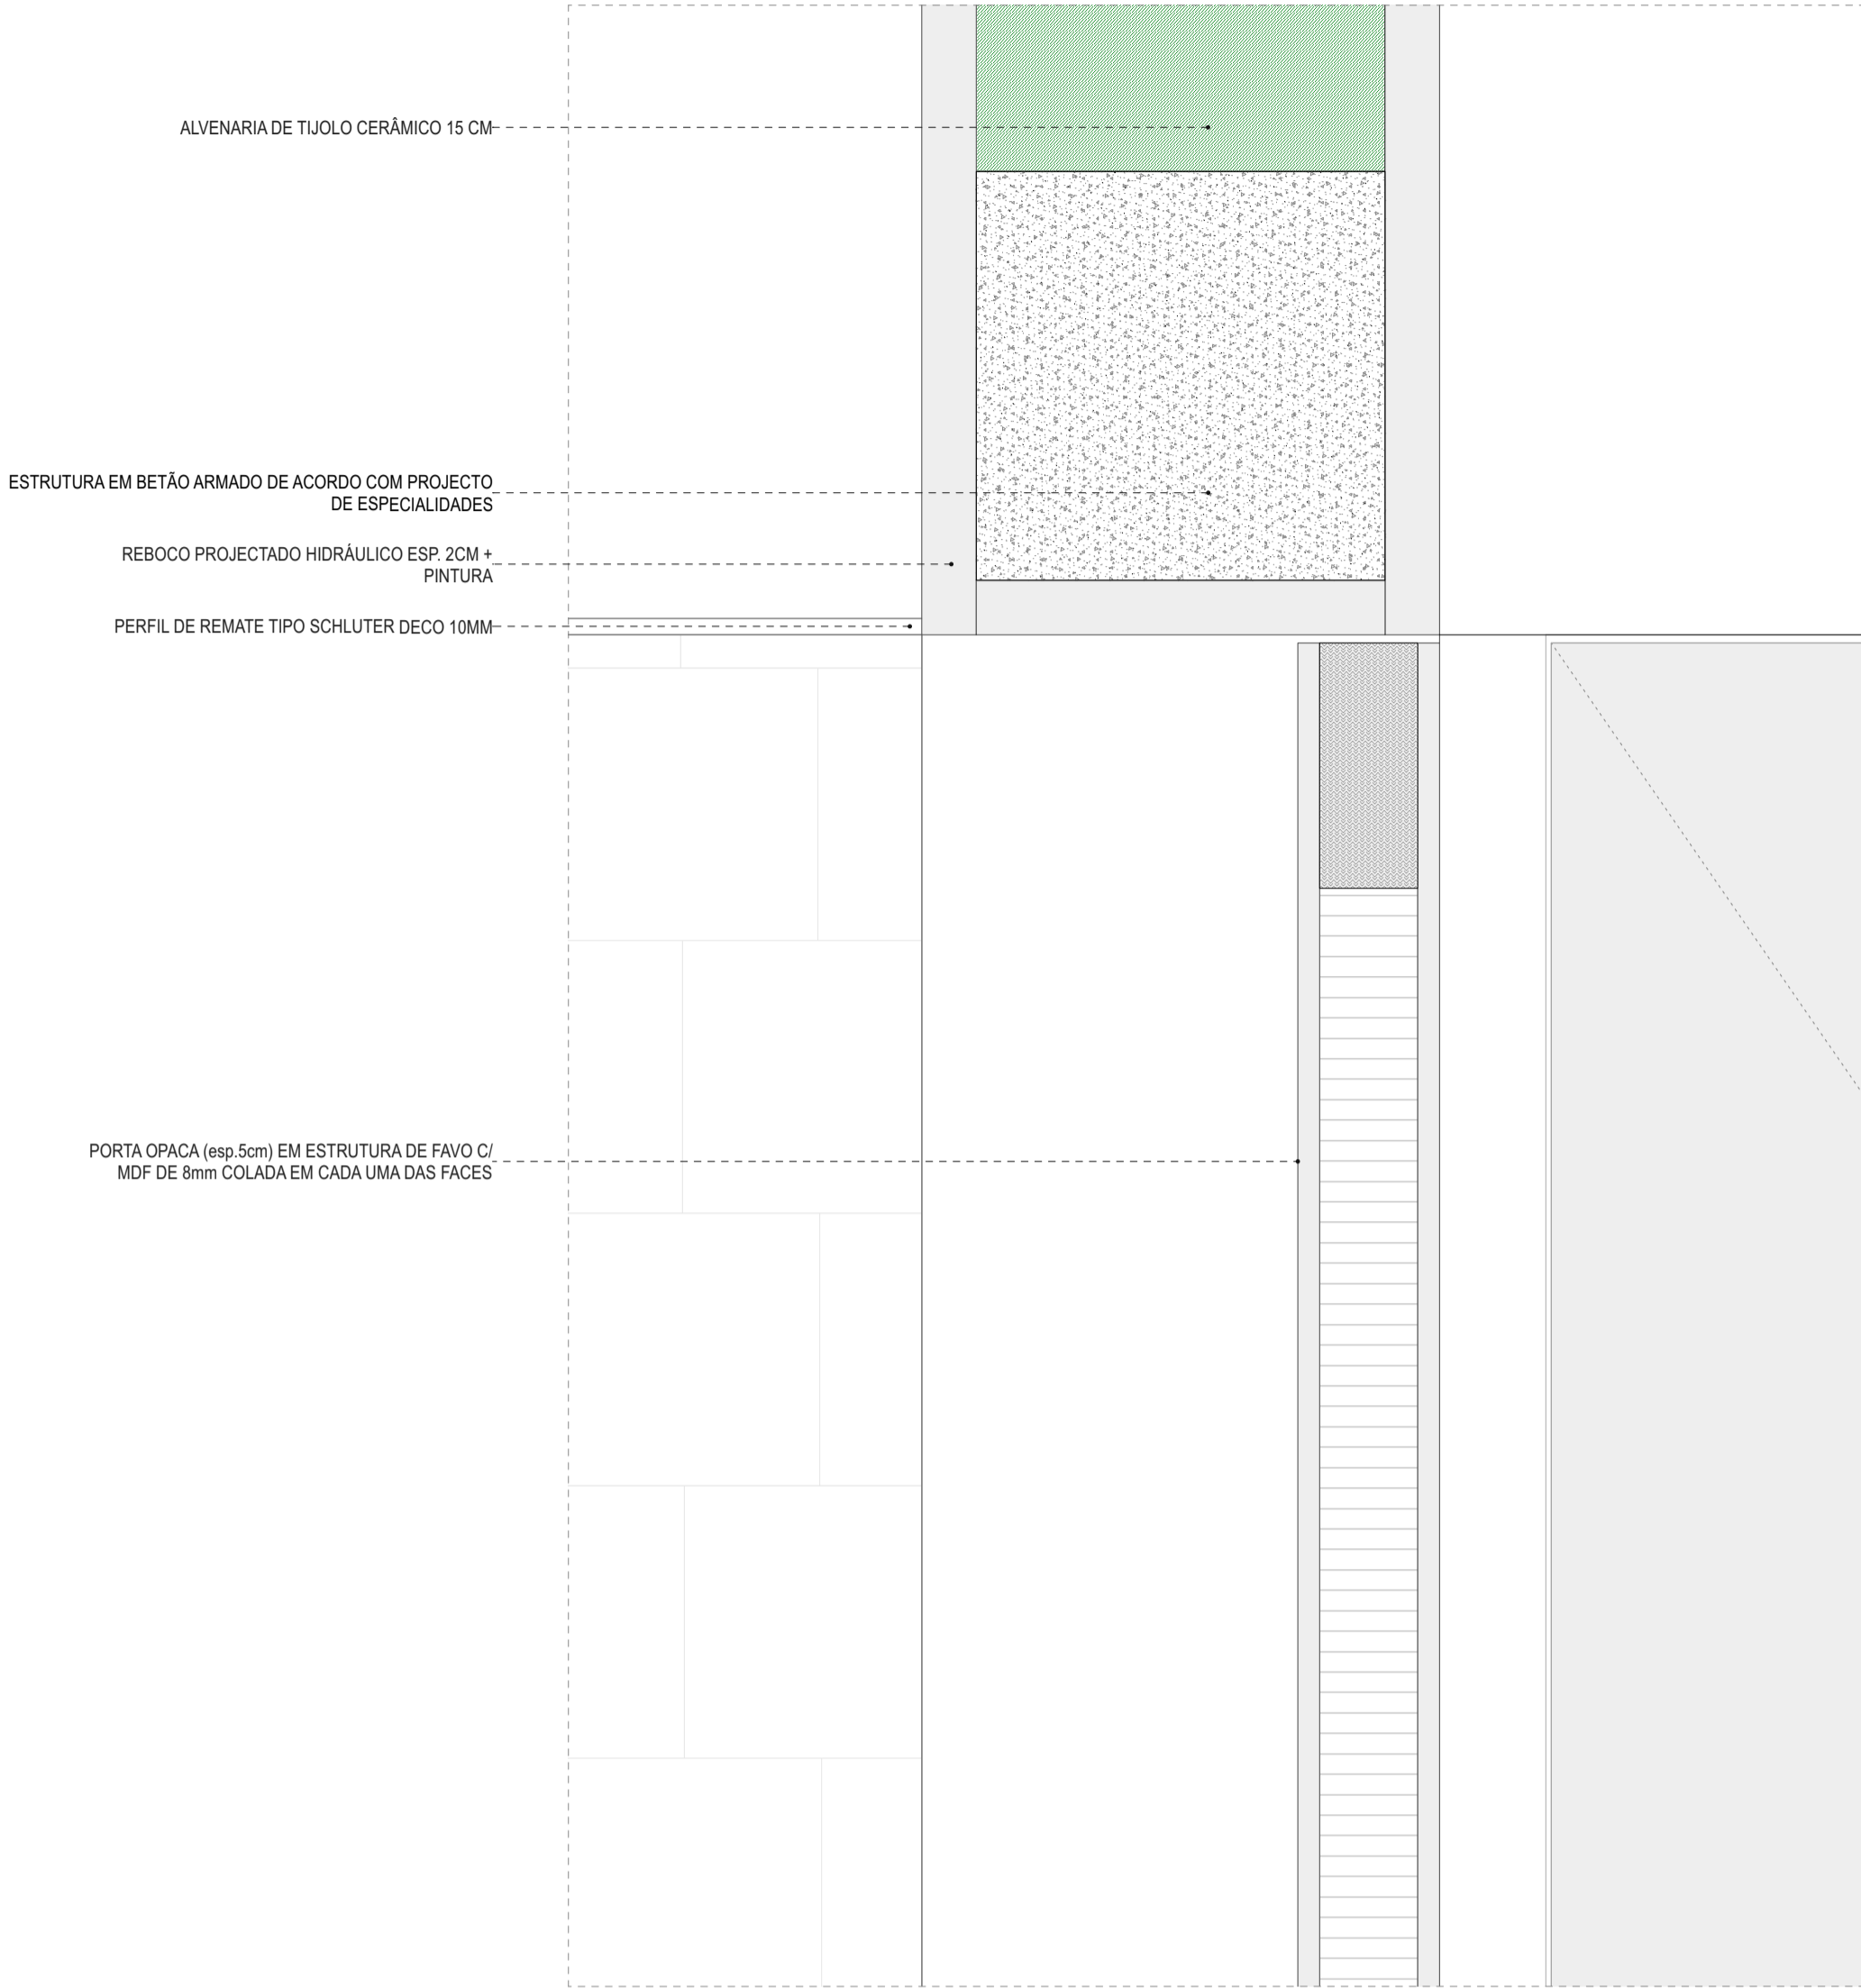 ALVENARIA DE TIJOLO CERÂMICO 15 CM
ESTRUTURA EM BETÃO ARMADO DE ACORDO COM PROJECTO
DE ESPECIALIDADES
REBOCO PROJECTADO HIDRÁULICO ESP. 2CM +
PINTURA
PERFIL DE REMATE TIPO SCHLUTER DECO 10MM
PORTA OPACA (esp.5cm) EM ESTRUTURA DE FAVO C/
MDF DE 8mm COLADA EM CADA UMA DAS FACES